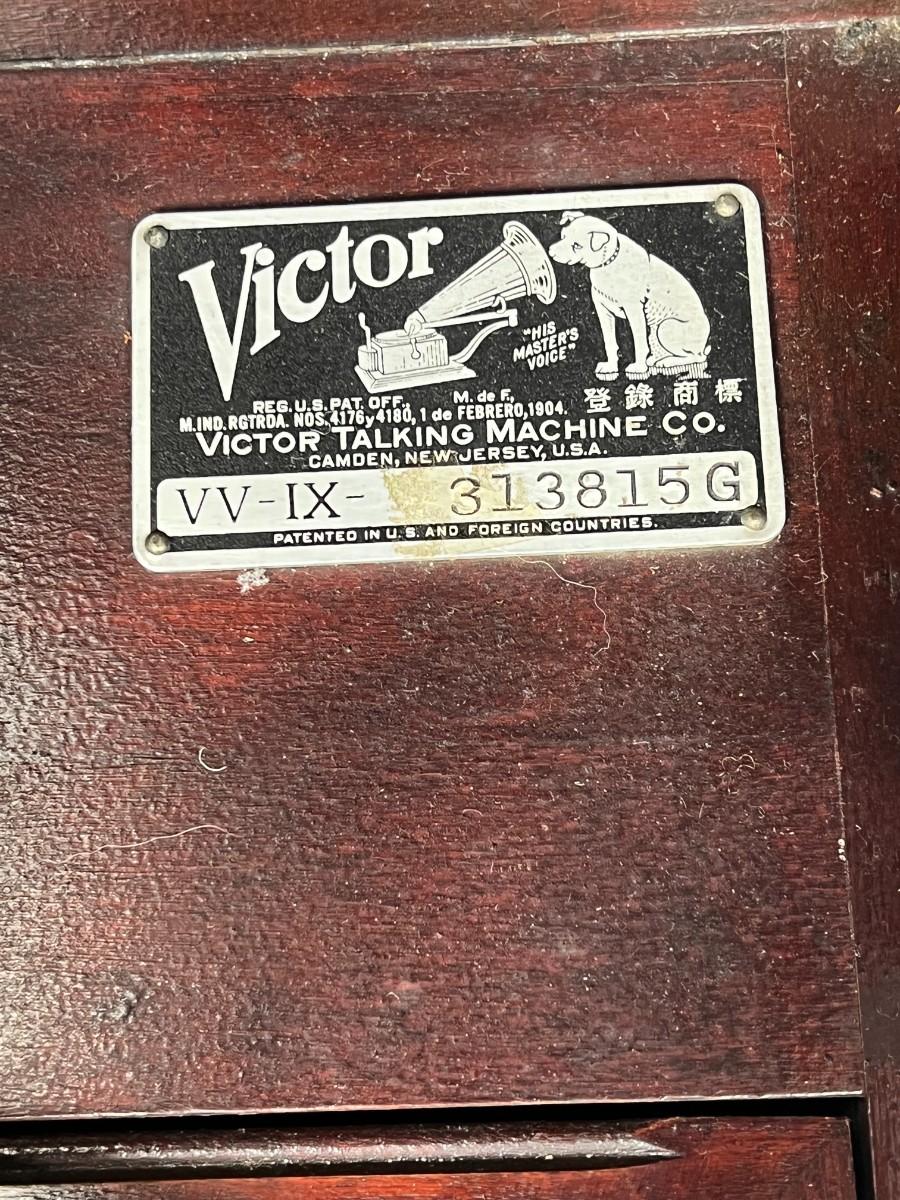 Victor
"HIS
MASTER'S
VOICE"
REG. U.S. PAT. OFF., M. de F.,
M.IND. RGTRDA. NOS. 4176 y 4180, 1 de FEBRERO, 1904.
登錄商標
VICTOR TALKING MACHINE CO.
CAMDEN, NEW JERSEY, U.S.A.
VV-IX- 313815G
PATENTED IN U.S. AND FOREIGN COUNTRIES.